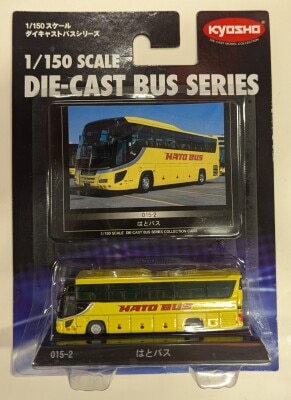 1/150スケール
ダイキャストバスシリーズ
KYOSHO
1/150 SCALE
DIE-CAST BUS SERIES
HATO BUS
015-2
はとバス
1/150 SCALE DIE-CAST BUS SERIES COLLECTION CARD
HATO BUS
015-2 はとバス